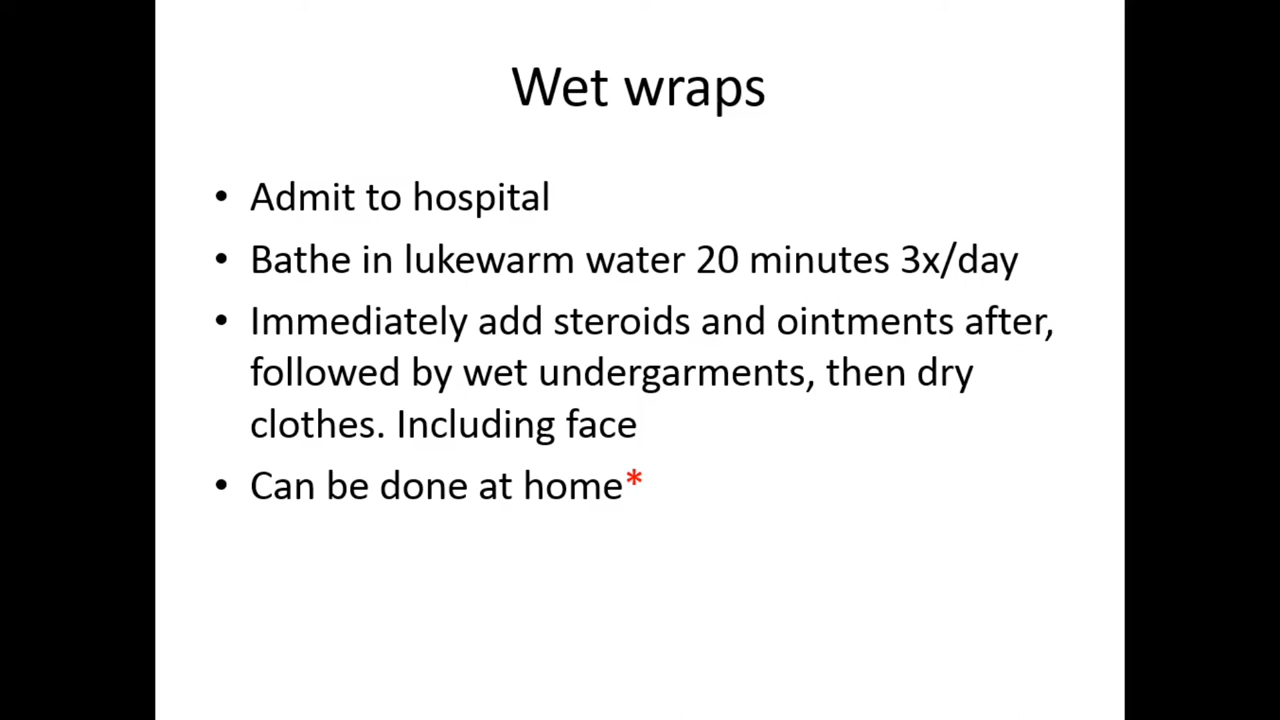 Wet wraps
• Admit to hospital
• Bathe in lukewarm water 20 minutes 3x/day
• Immediately add steroids and ointments after,
followed by wet undergarments, then dry
clothes. Including face
• Can be done at home*